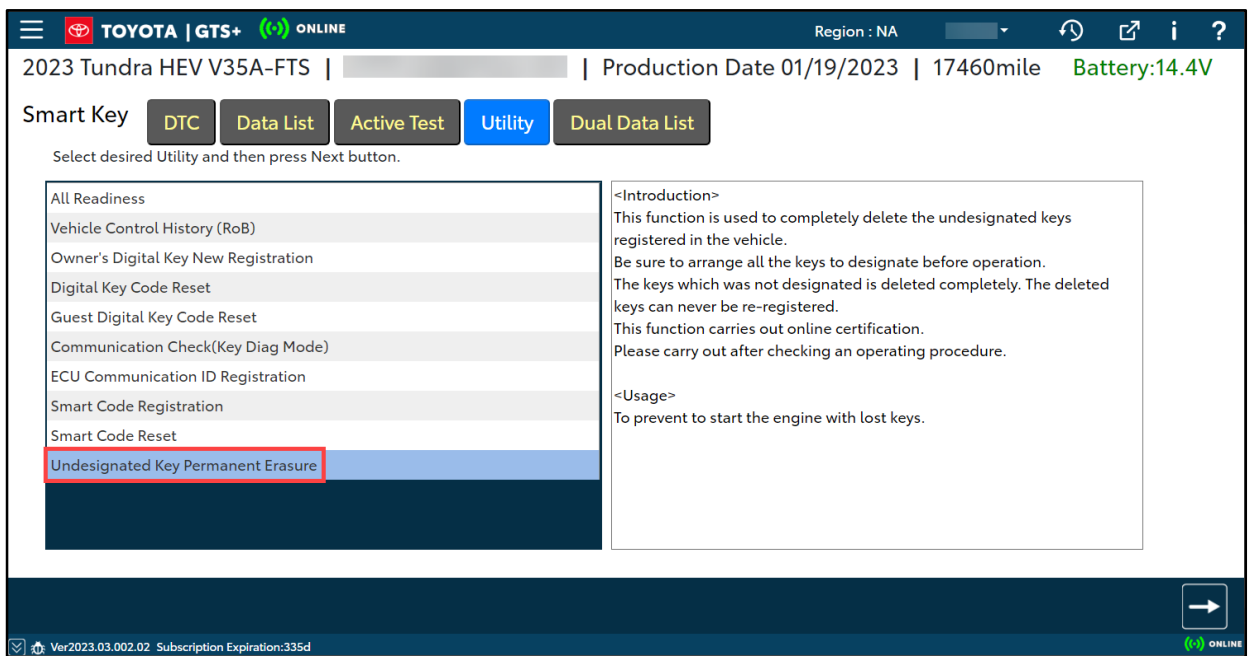 TOYOTA | GTS+ ONLINE Region : NA i ?
2023 Tundra HEV V35A-FTS | | Production Date 01/19/2023 | 17460mile Battery:14.4V
Smart Key DTC Data List Active Test Utility Dual Data List
Select desired Utility and then press Next button.
All Readiness
Vehicle Control History (RoB)
Owner's Digital Key New Registration
Digital Key Code Reset
Guest Digital Key Code Reset
Communication Check(Key Diag Mode)
ECU Communication ID Registration
Smart Code Registration
Smart Code Reset
Undesignated Key Permanent Erasure
<Introduction>
This function is used to completely delete the undesignated keys
registered in the vehicle.
Be sure to arrange all the keys to designate before operation.
The keys which was not designated is deleted completely. The deleted
keys can never be re-registered.
This function carries out online certification.
Please carry out after checking an operating procedure.
<Usage>
To prevent to start the engine with lost keys.
Ver2023.03.002.02 Subscription Expiration:335d ONLINE